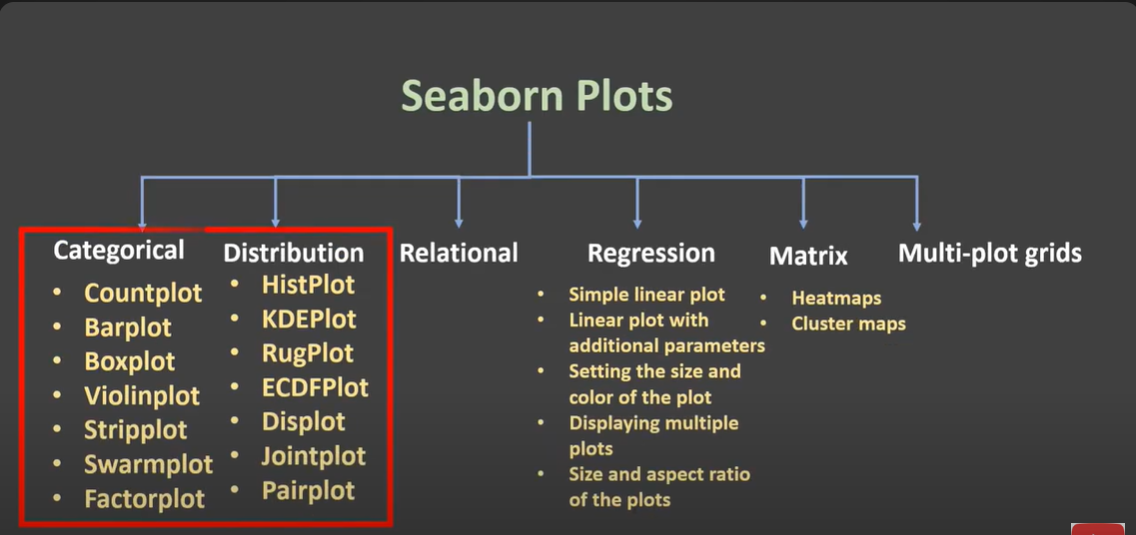 Seaborn Plots
Categorical
• Countplot
• Barplot
• Boxplot
• Violinplot
• Stripplot
• Swarmplot
• Factorplot
Distribution
• HistPlot
• KDEPlot
• RugPlot
• ECDFPlot
• Displot
• Jointplot
• Pairplot
Relational
Regression
• Simple linear plot
• Linear plot with
additional parameters
• Setting the size and
color of the plot
• Displaying multiple
plots
• Size and aspect ratio
of the plots
Matrix
• Heatmaps
• Cluster maps
Multi-plot grids